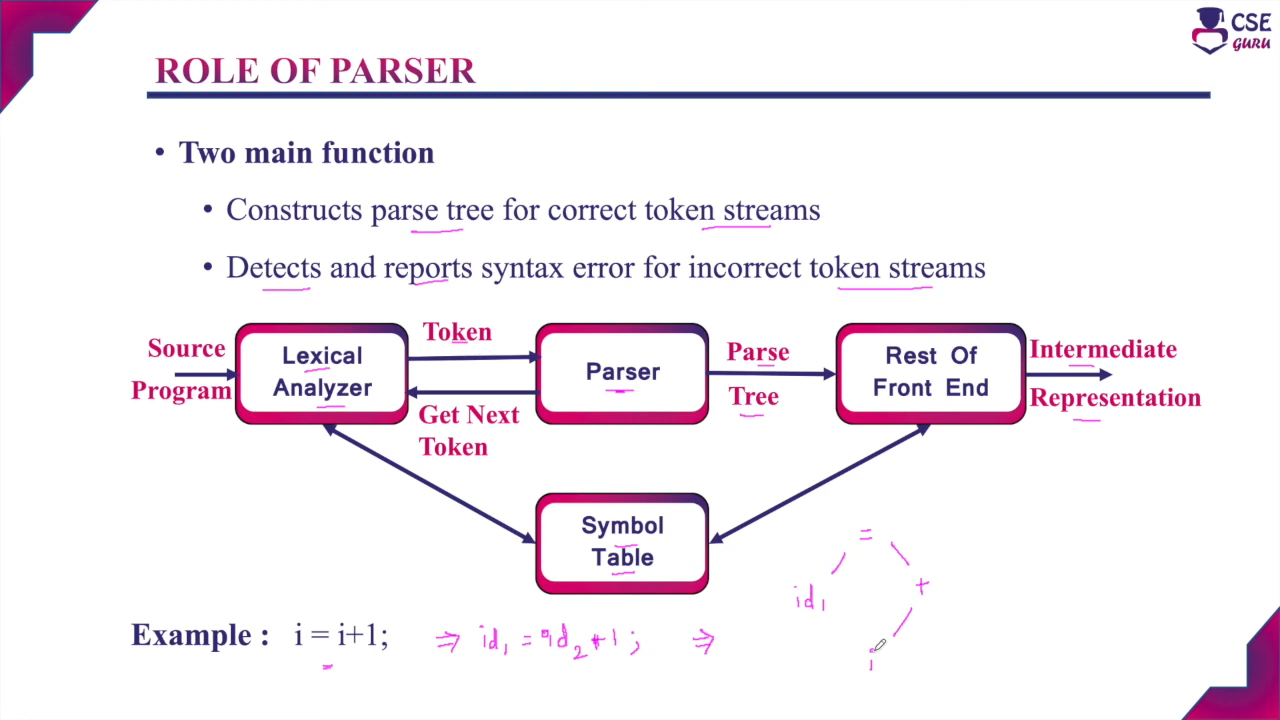 CSE
GURU
ROLE OF PARSER
• Two main function
• Constructs parse tree for correct token streams
• Detects and reports syntax error for incorrect token streams
Source
Program
Lexical
Analyzer
Token
Get Next
Token
Parser
Parse
Tree
Rest Of
Front End
Intermediate
Representation
Symbol
Table
=
id₁ +
i
Example : i = i+1; ⇒ id₁ = id₂ + 1 ; ⇒